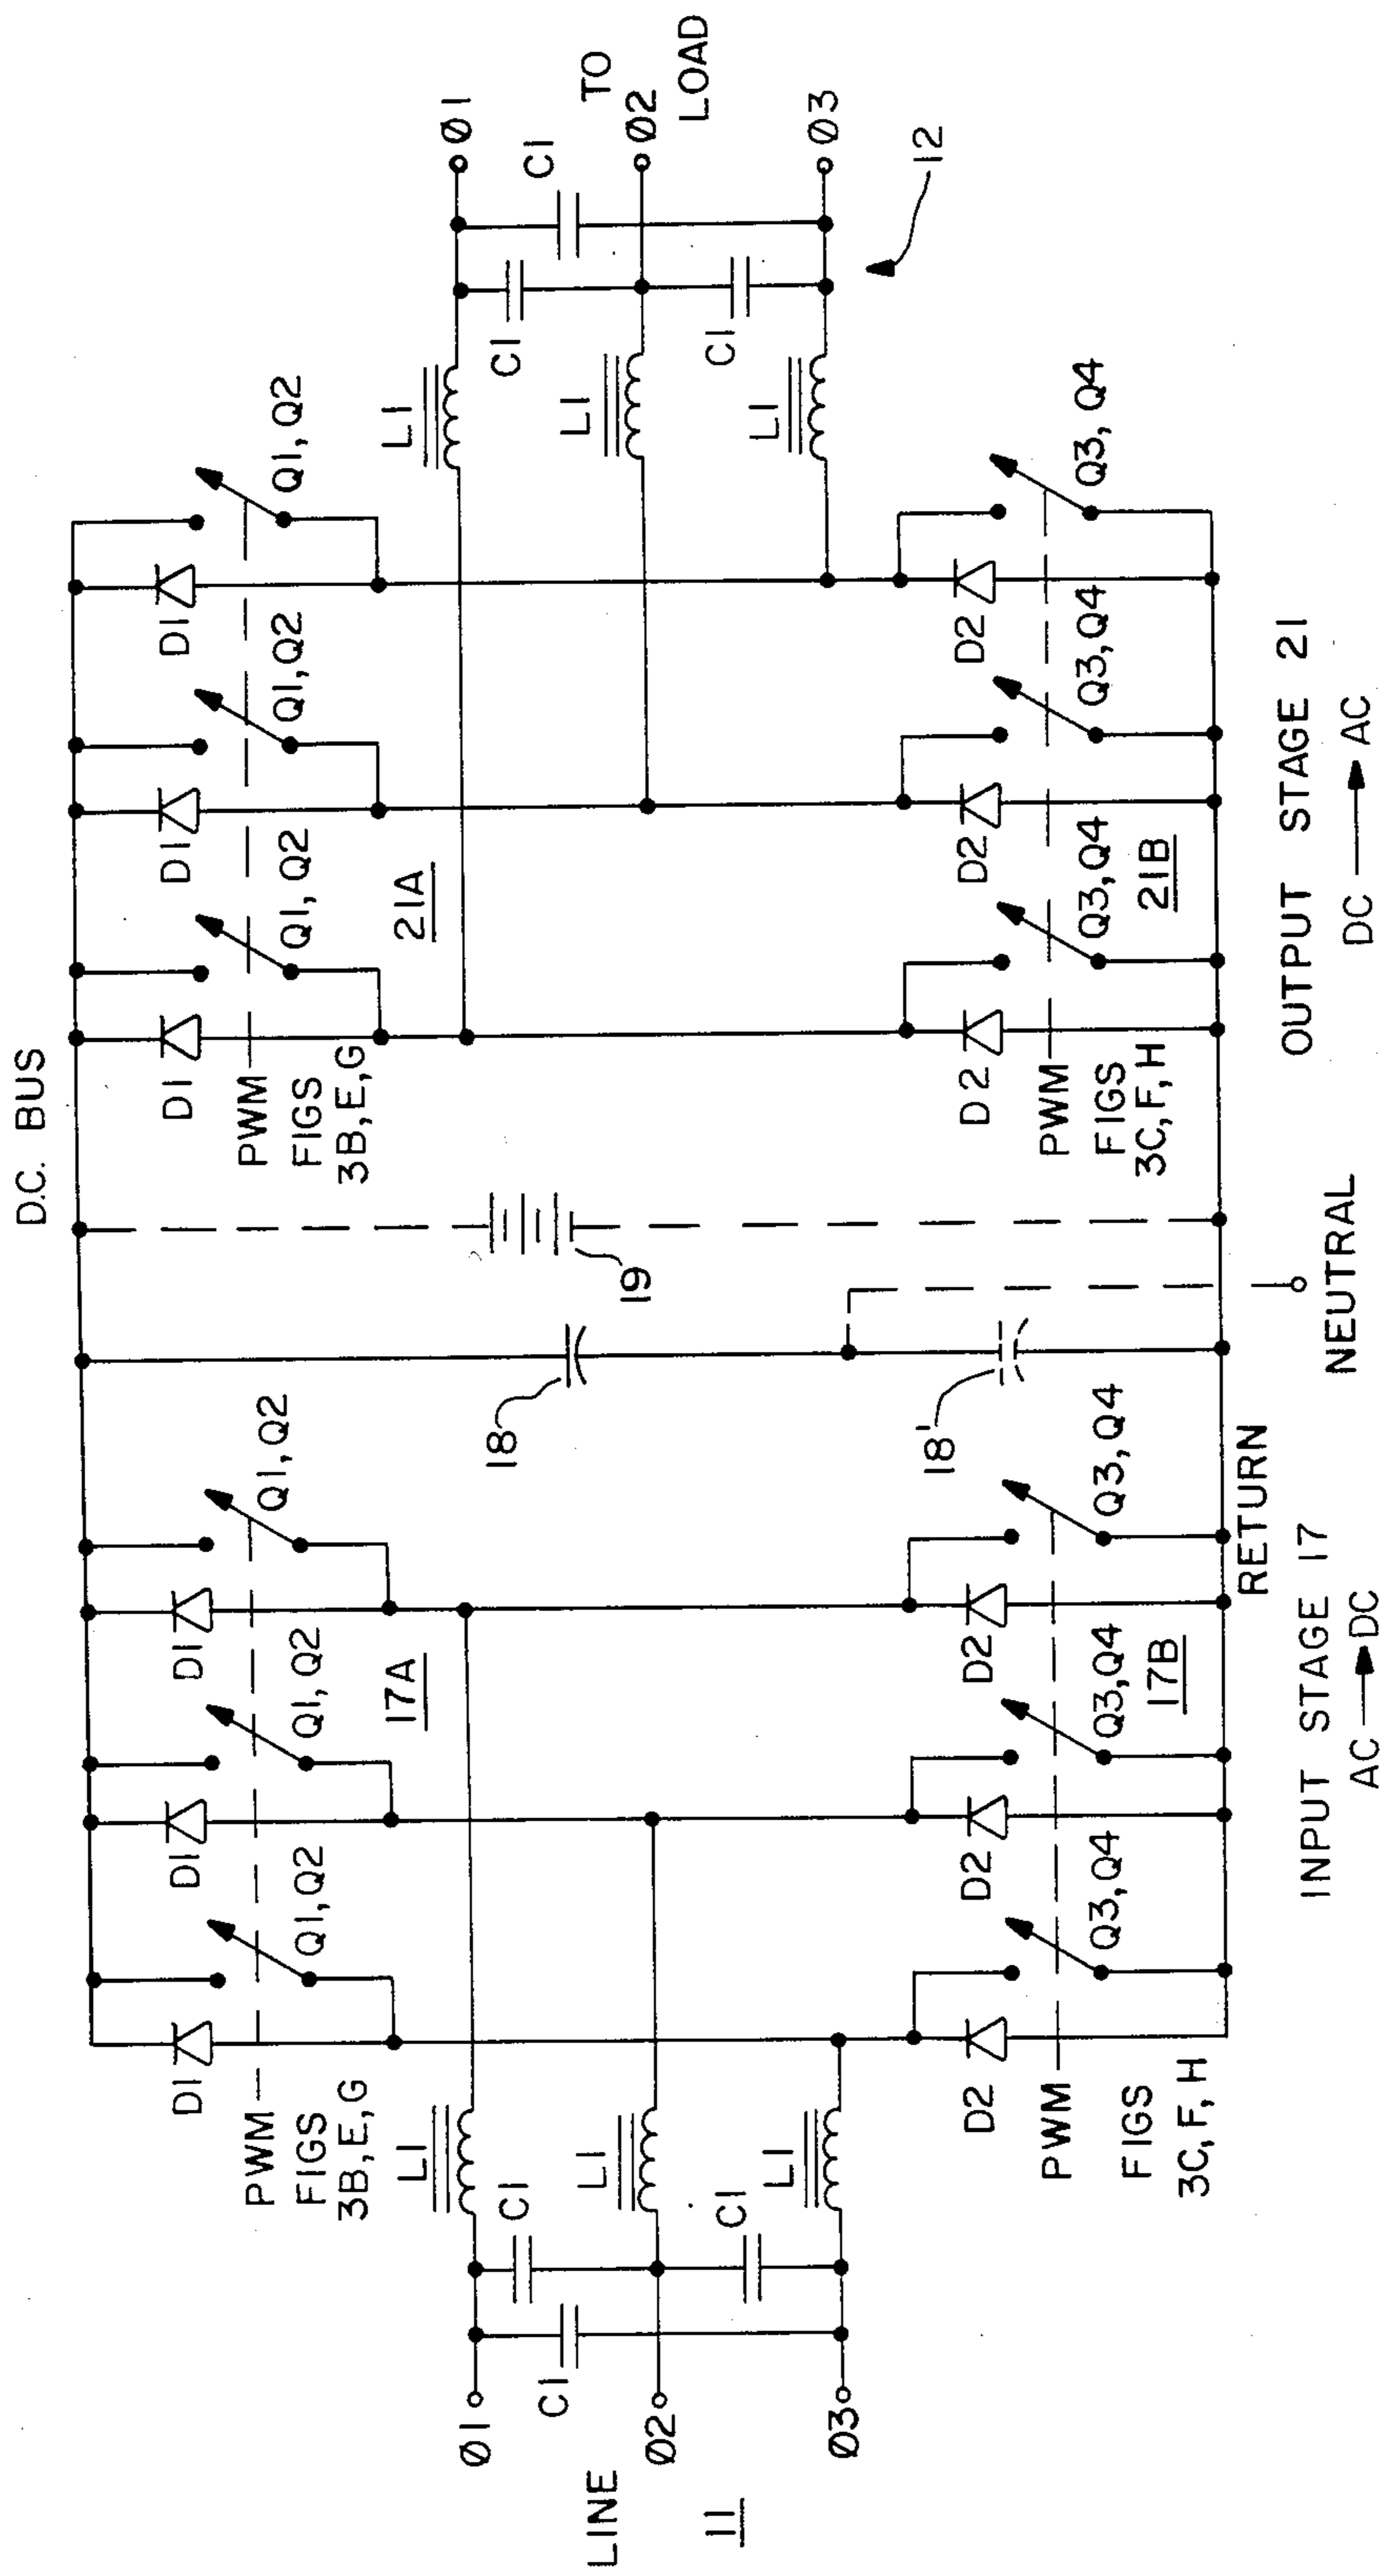 D.C. BUS
D1
D1
D1
D1
D1
D1
PWM
FIGS
3B, E, G
Q1, Q2
Q1, Q2
Q1, Q2
PWM
FIGS
3B, E, G
Q1, Q2
Q1, Q2
Q1, Q2
17A
21A
L1
L1
L1
C1
C1
C1
Ø1
Ø2
Ø3
LINE
11
18
18'
19
L1
L1
L1
C1
C1
C1
Ø1
Ø2
Ø3
TO
LOAD
12
D2
D2
D2
PWM
FIGS
3C, F, H
Q3, Q4
Q3, Q4
Q3, Q4
17B
D2
D2
D2
PWM
FIGS
3C, F, H
Q3, Q4
Q3, Q4
Q3, Q4
21B
RETURN
NEUTRAL
INPUT STAGE 17
AC DC
OUTPUT STAGE 21
DC AC